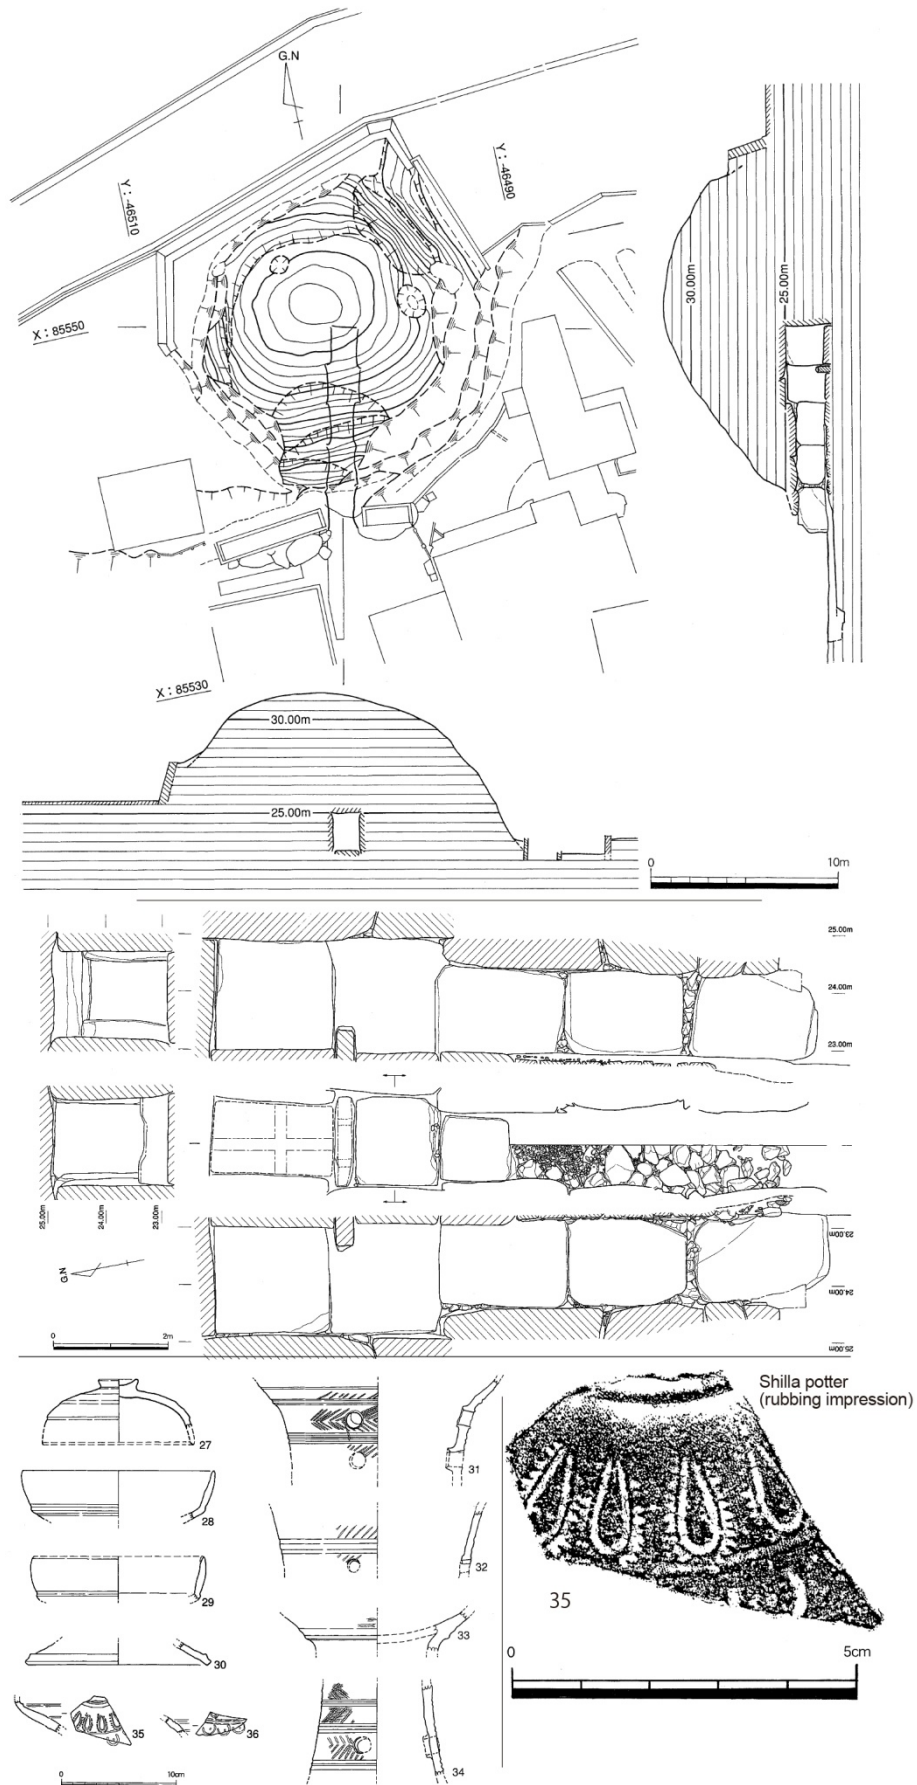 G.N
Y : -46510
Y : -46490
X : 85550
30.00m
25.00m
X : 85530
30.00m
25.00m
0
10m
25.00m
24.00m
23.00m
25.00m
24.00m
23.00m
23.00m
24.00m
25.00m
G.N
0
2m
27
28
29
30
35
36
0
10cm
31
32
33
34
Shilla potter
(rubbing impression)
35
0
5cm